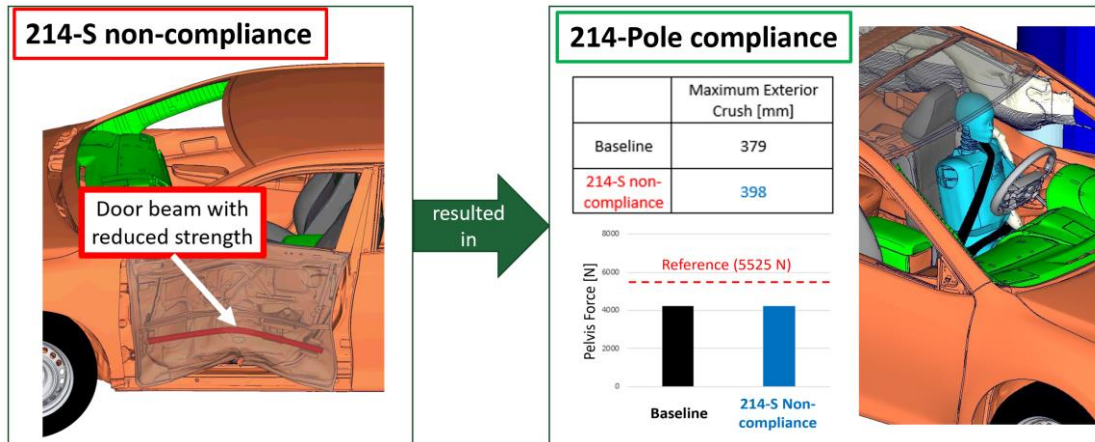 214-S non-compliance
Door beam with
reduced strength
resulted
in
214-Pole compliance
Maximum Exterior
Crush [mm]
Baseline
379
214-S non-
compliance
398
Pelvis Force [N]
8000
6000
4000
2000
0
Reference (5525 N)
Baseline
214-S Non-
compliance